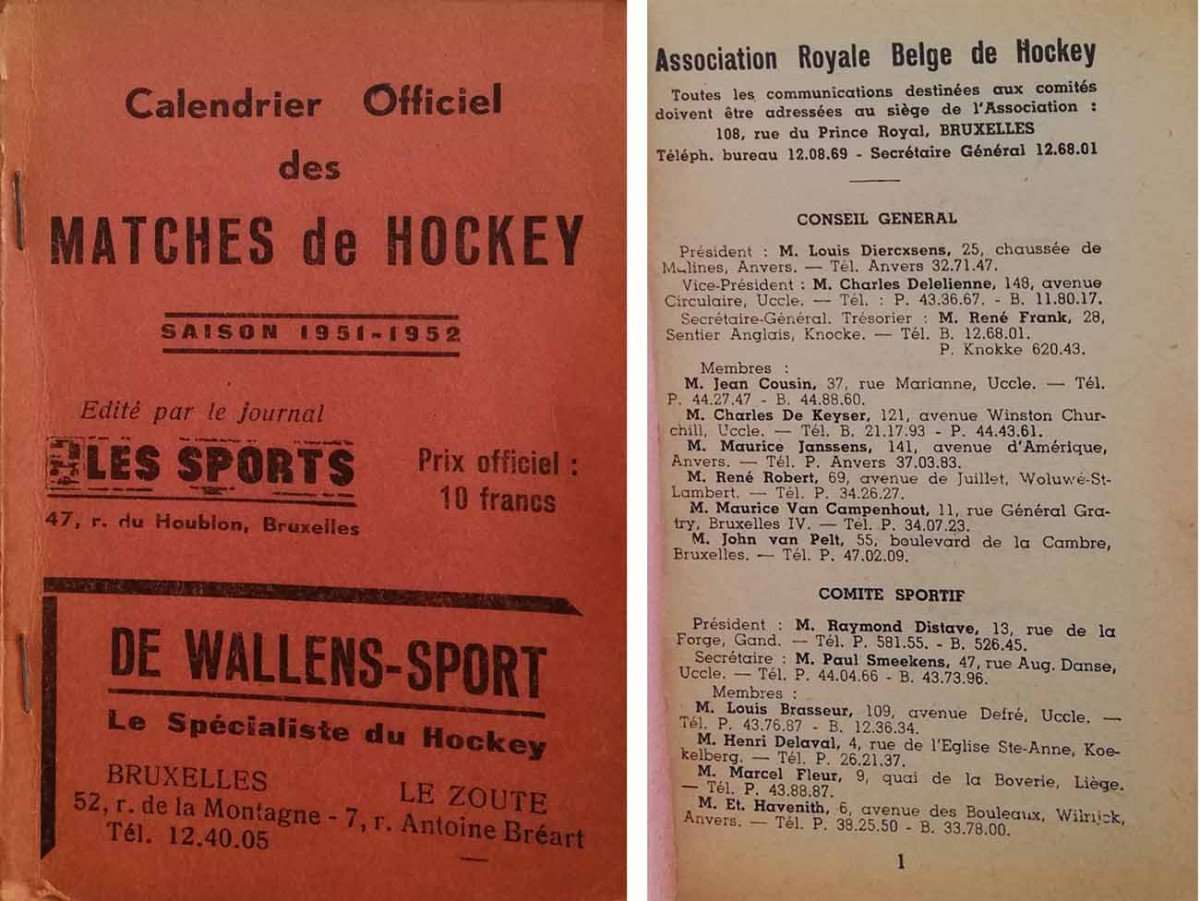 Calendrier Officiel
des
MATCHES de HOCKEY
SAISON 1951-1952
Edité par le journal
LES SPORTS
47, r. du Houblon, Bruxelles
Prix officiel :
10 francs
DE WALLENS-SPORT
Le Spécialiste du Hockey
BRUXELLES LE ZOUTE
52, r. de la Montagne - 7, r. Antoine Bréart
Tél. 12.40.05
Association Royale Belge de Hockey
Toutes les communications destinées aux comités
doivent être adressées au siège de l'Association :
108, rue du Prince Royal, BRUXELLES
Téléph. bureau 12.08.69 - Secrétaire Général 12.68.01
CONSEIL GENERAL
Président : M. Louis Diercxsens, 25, chaussée de
Malines, Anvers. — Tél. Anvers 32.71.47.
Vice-Président : M. Charles Delelienne, 148, avenue
Circulaire, Uccle. — Tél. : P. 43.36.67. - B. 11.80.17.
Secrétaire-Général. Trésorier : M. René Frank, 28,
Sentier Anglais, Knocke. — Tél. B. 12.68.01.
P. Knokke 620.43.
Membres :
M. Jean Cousin, 37, rue Marianne, Uccle. — Tél.
P. 44.27.47 - B. 44.88.60.
M. Charles De Keyser, 121, avenue Winston Chur-
chill, Uccle. — Tél. B. 21.17.93 - P. 44.43.61.
M. Maurice Janssens, 141, avenue d'Amérique,
Anvers. — Tél. P. Anvers 37.03.83.
M. René Robert, 69, avenue de Juillet, Woluwé-St-
Lambert. — Tél. P. 34.26.27.
M. Maurice Van Campenhout, 11, rue Général Gra-
try, Bruxelles IV. — Tél. P. 34.07.23.
M. John van Pelt, 55, boulevard de la Cambre,
Bruxelles. — Tél. P. 47.02.09.
COMITE SPORTIF
Président : M. Raymond Distave, 13, rue de la
Forge, Gand. — Tél. P. 581.55. - B. 526.45.
Secrétaire : M. Paul Smeekens, 47, rue Aug. Danse,
Uccle. — Tél. P. 44.04.66 - B. 43.73.96.
Membres :
M. Louis Brasseur, 109, avenue Defré, Uccle. —
Tél. P. 43.76.87 - B. 12.36.34.
M. Henri Delaval, 4, rue de l'Eglise Ste-Anne, Koe-
kelberg. — Tél. P. 26.21.37.
M. Marcel Fleur, 9, quai de la Boverie, Liège.
— Tél. P. 43.88.87.
M. Et. Havenith, 6, avenue des Bouleaux, Wilrijck,
Anvers. — Tél. P. 38.25.50 - B. 33.78.00.
1